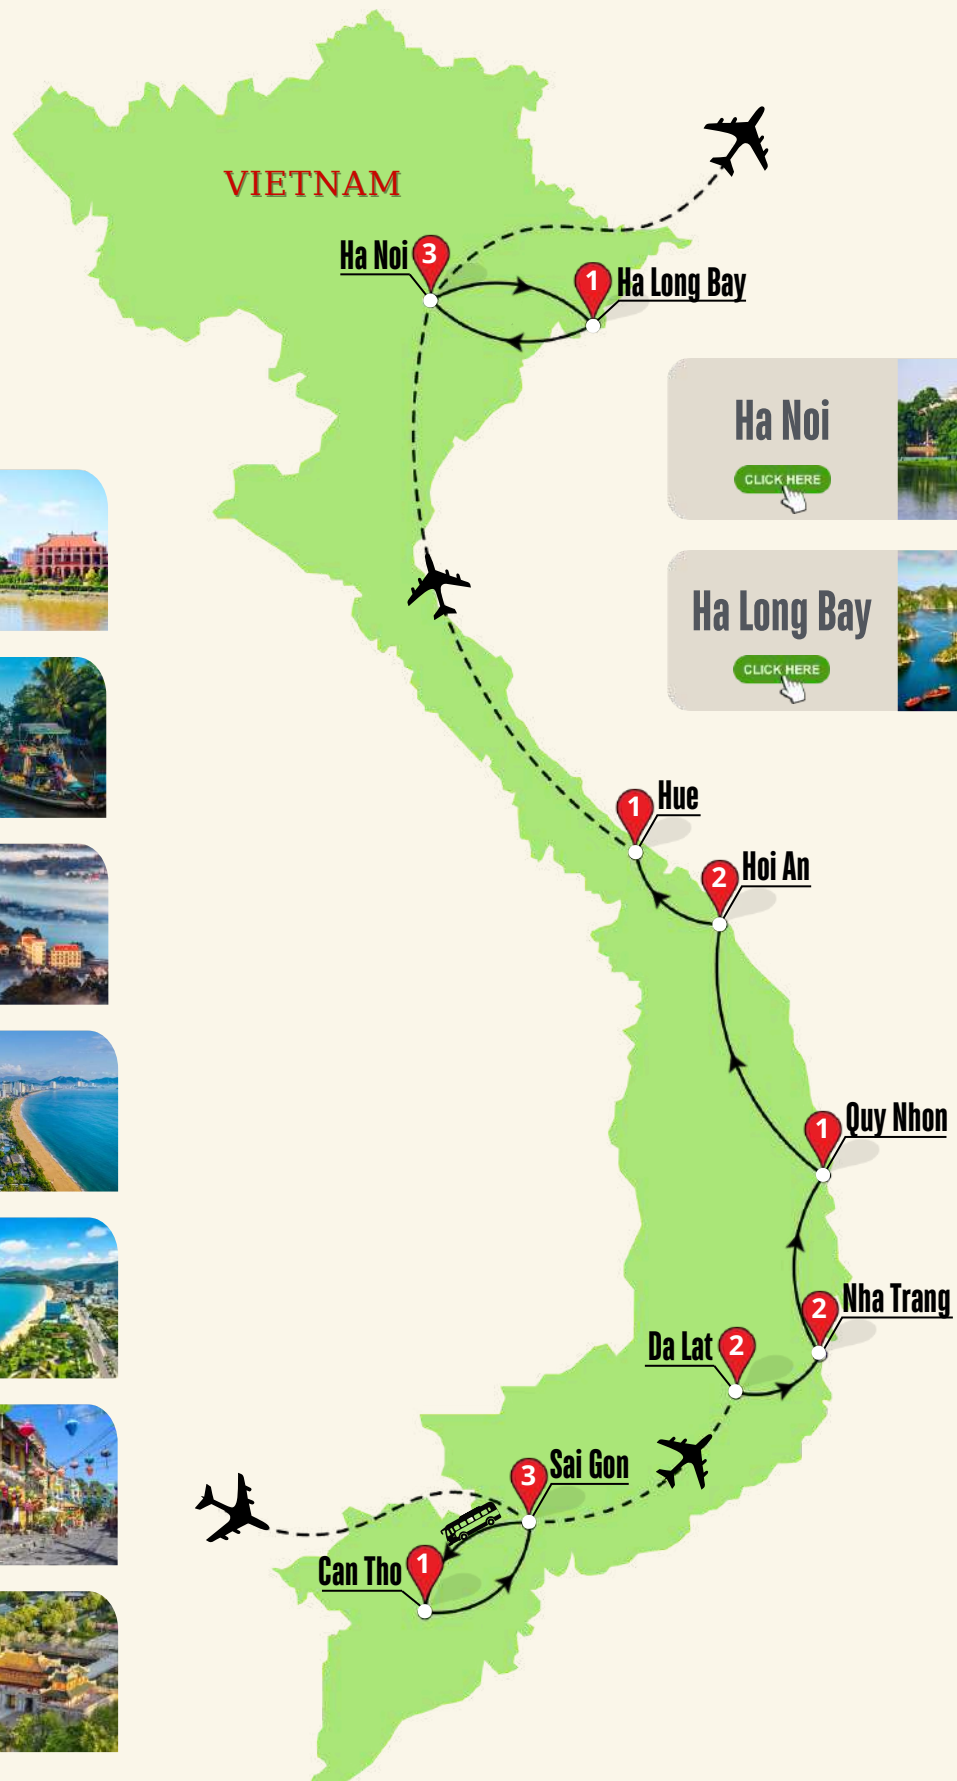 VIETNAM
Ha Noi
3
1
Ha Long Bay
Ha Noi
CLICK HERE
Ha Long Bay
CLICK HERE
1
Hue
2
Hoi An
1
Quy Nhon
2
Nha Trang
Da Lat
2
3
Sai Gon
Can Tho
1